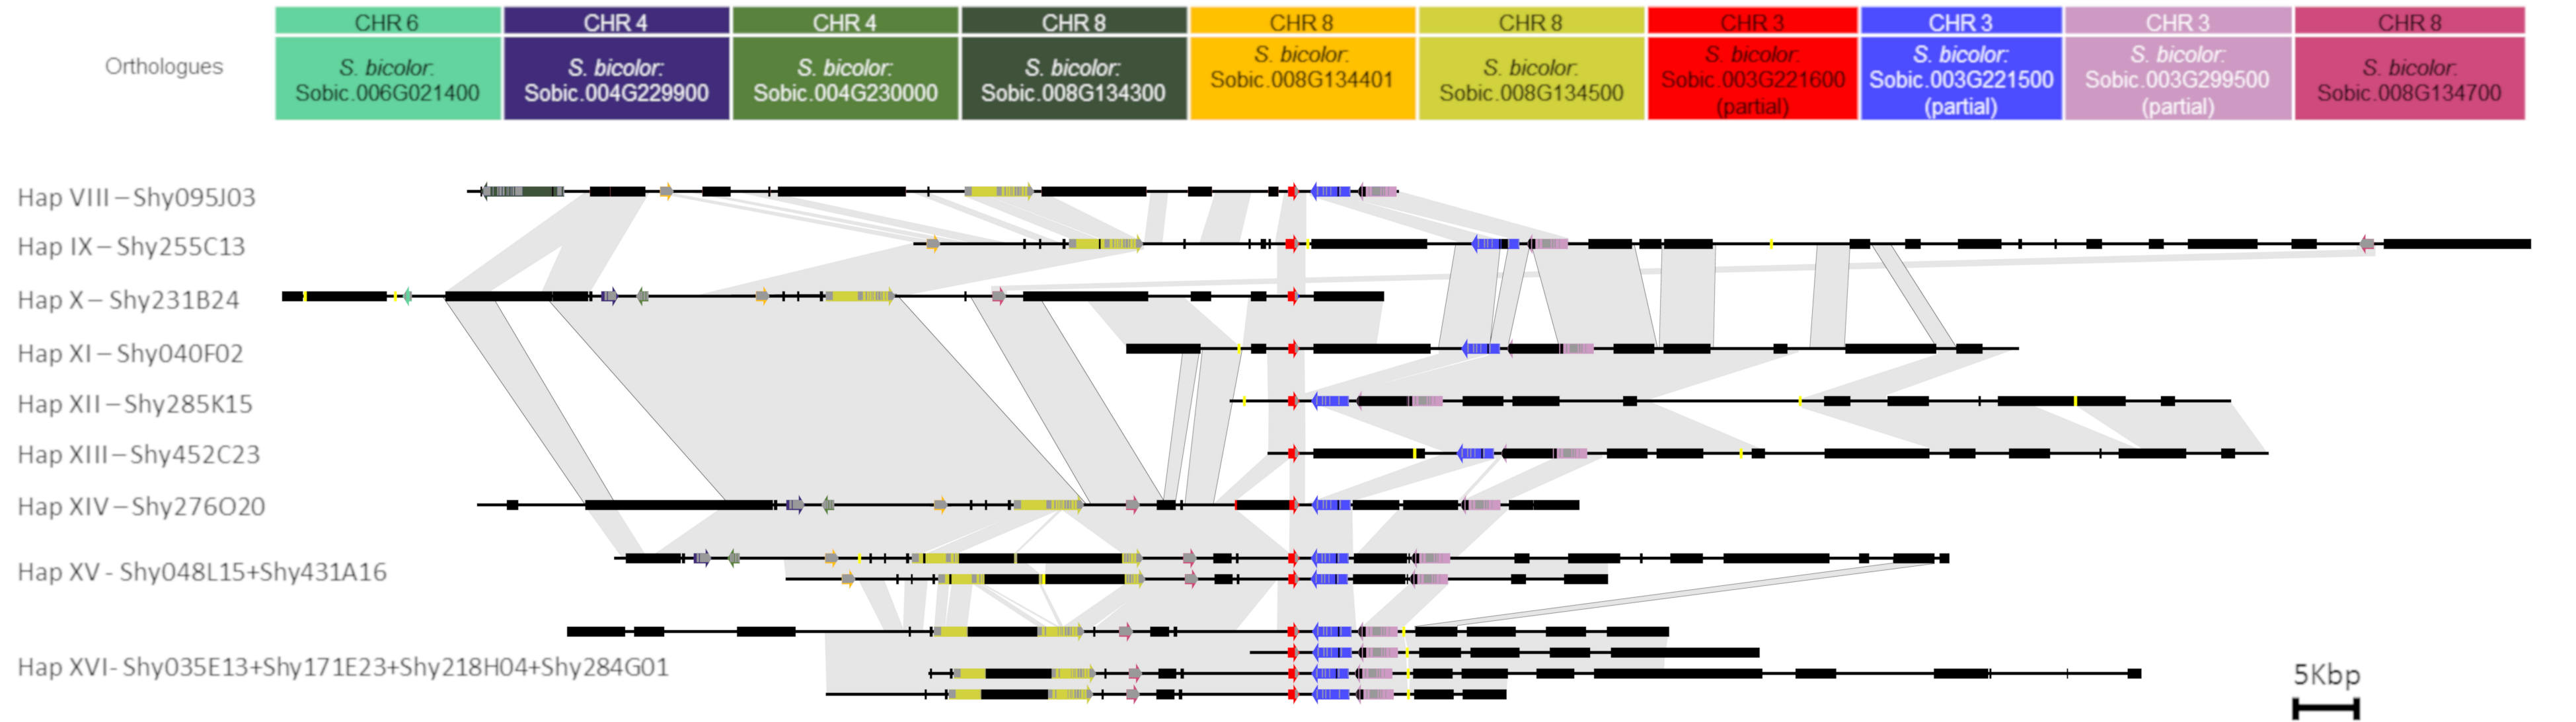 CHR 6 CHR 4 CHR 4 CHR 8 CHR 8 CHR 8 CHR 3 CHR 3 CHR 3 CHR 8
Orthologues
S. bicolor:
Sobic.006G021400
S. bicolor:
Sobic.004G229900
S. bicolor:
Sobic.004G230000
S. bicolor:
Sobic.008G134300
S. bicolor:
Sobic.008G134401
S. bicolor:
Sobic.008G134500
S. bicolor:
Sobic.003G221600
(partial)
S. bicolor:
Sobic.003G221500
(partial)
S. bicolor:
Sobic.003G299500
(partial)
S. bicolor:
Sobic.008G134700
Hap VIII – Shy095J03
Hap IX – Shy255C13
Hap X – Shy231B24
Hap XI – Shy040F02
Hap XII – Shy285K15
Hap XIII – Shy452C23
Hap XIV – Shy276O20
Hap XV - Shy048L15+Shy431A16
Hap XVI- Shy035E13+Shy171E23+Shy218H04+Shy284G01
5Kbp